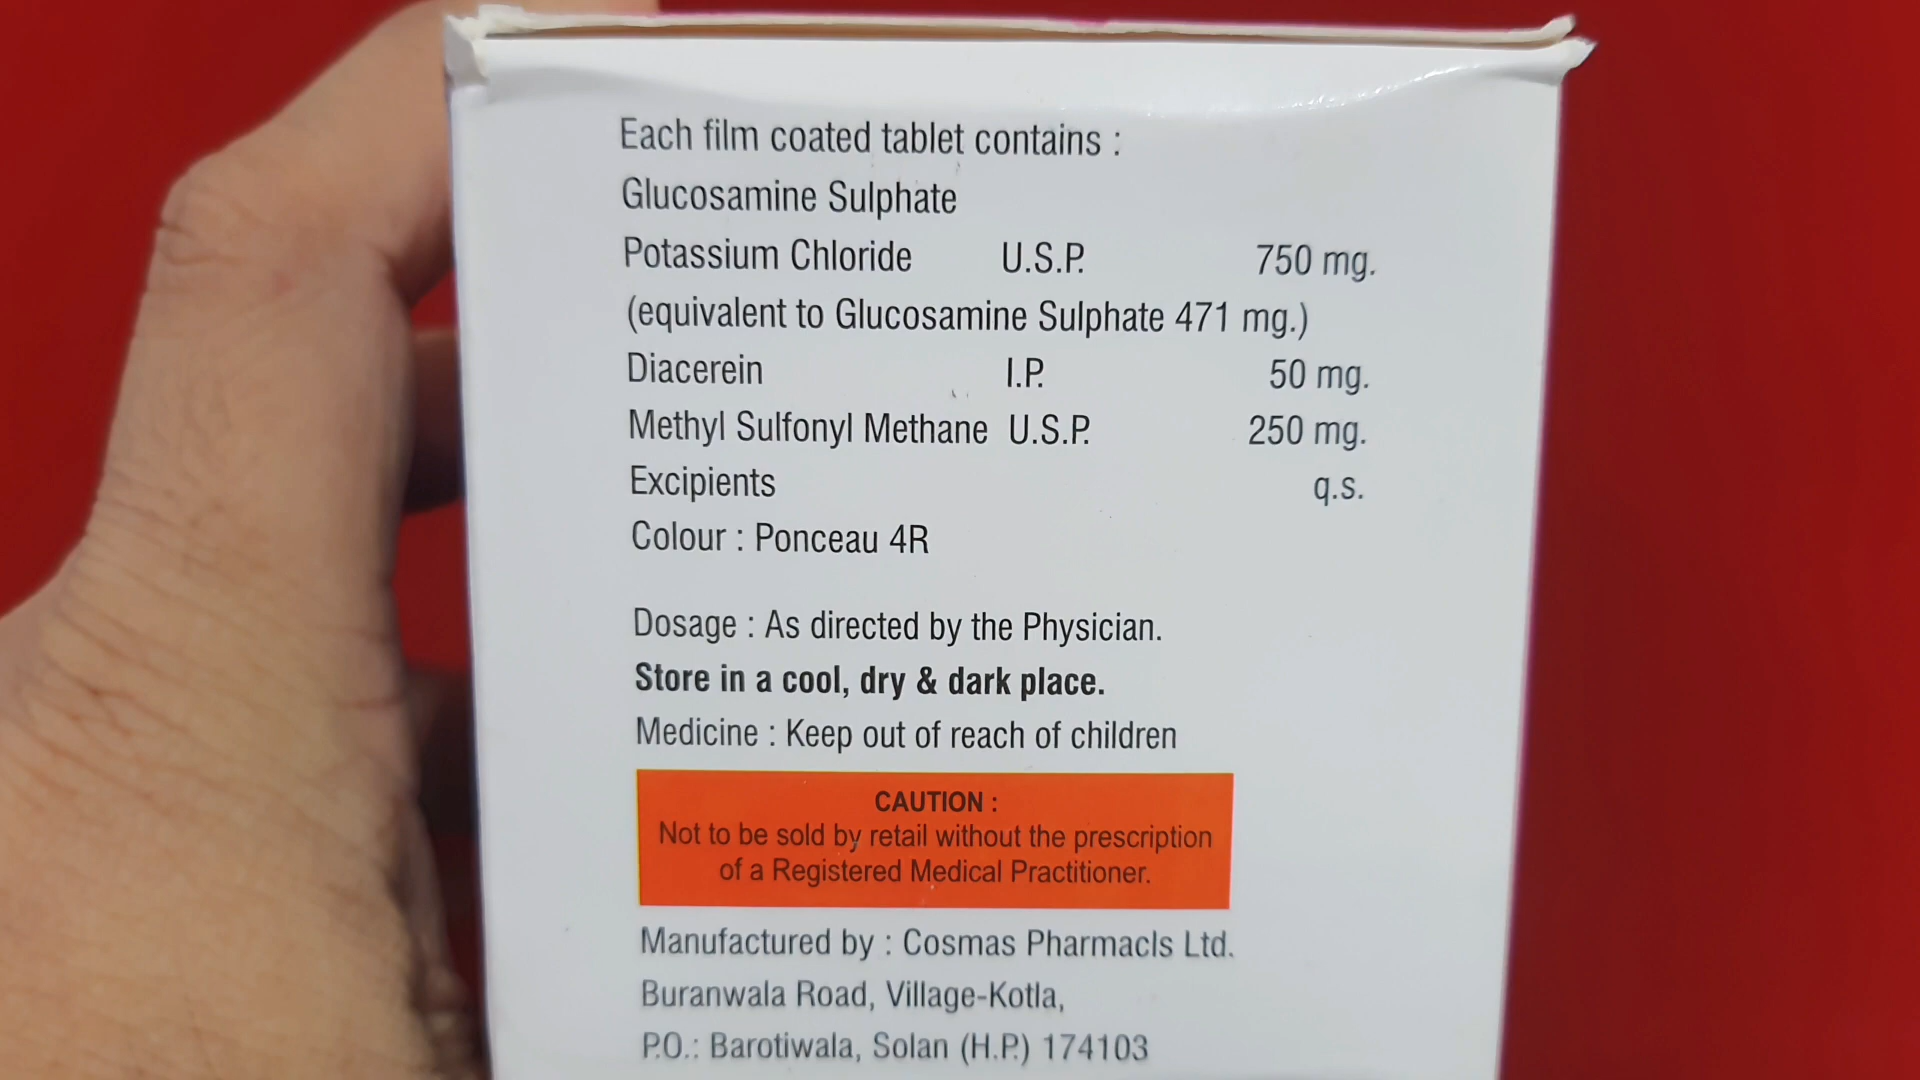 Each film coated tablet contains :
Glucosamine Sulphate
Potassium Chloride U.S.P. 750 mg.
(equivalent to Glucosamine Sulphate 471 mg.)
Diacerein I.P. 50 mg.
Methyl Sulfonyl Methane U.S.P. 250 mg.
Excipients q.s.
Colour : Ponceau 4R
Dosage : As directed by the Physician.
Store in a cool, dry & dark place.
Medicine : Keep out of reach of children
CAUTION :
Not to be sold by retail without the prescription
of a Registered Medical Practitioner.
Manufactured by : Cosmas Pharmacls Ltd.
Buranwala Road, Village-Kotla,
P.O.: Barotiwala, Solan (H.P.) 174103